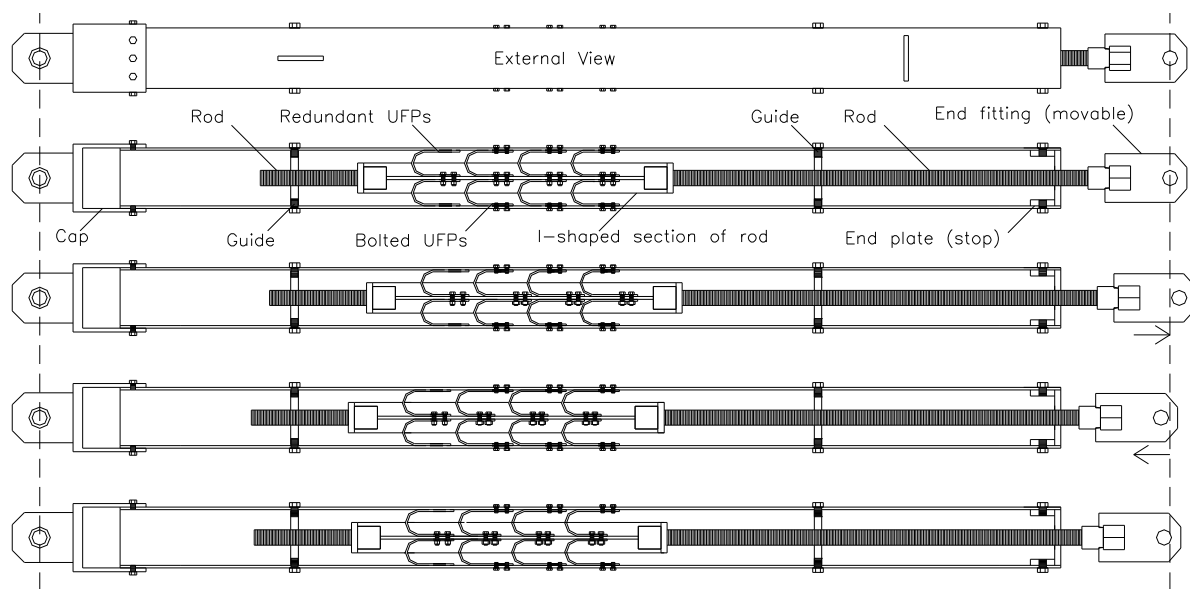 External View
Rod
Redundant UFPs
Guide
Rod
End fitting (movable)
Cap
Guide
Bolted UFPs
I-shaped section of rod
End plate (stop)